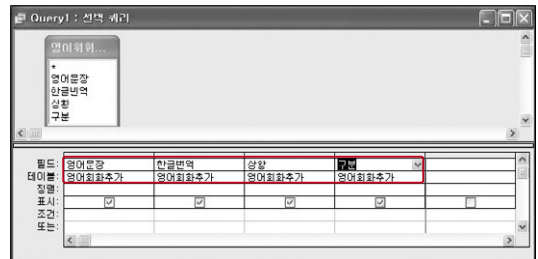 Query1 : 선택 쿼리
영어회화...
*
영어문장
한글번역
상황
구분
필드: 영어문장 한글번역 상황 구분
테이블: 영어회화추가 영어회화추가 영어회화추가 영어회화추가
정렬:
표시:
조건:
또는: